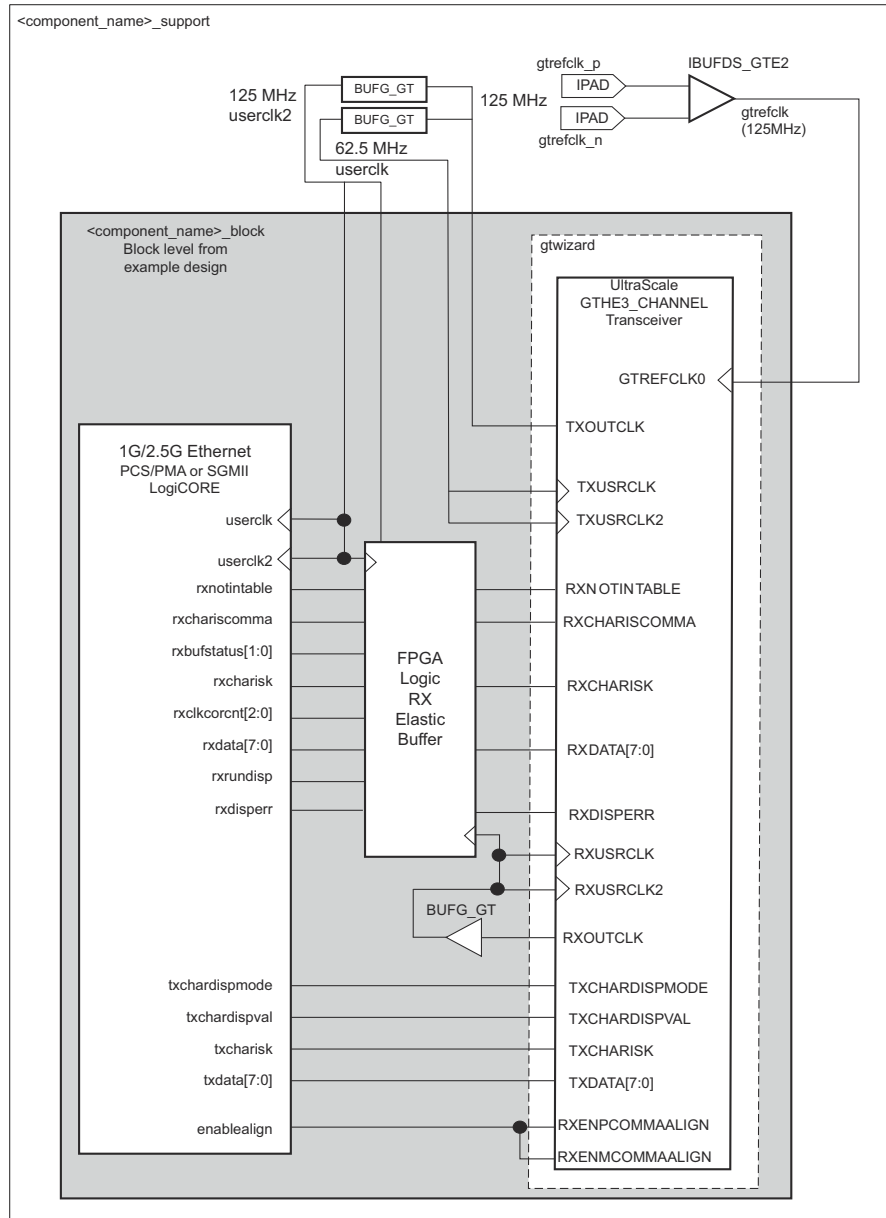 <component_name>_support
gtrefclk_p
IBUFDS_GTE2
BUFG_GT
IPAD
125 MHz
userclk2
125 MHz
gtrefclk
(125MHz)
BUFG_GT
IPAD
gtrefclk_n
62.5 MHz
userclk
<component_name>_block
Block level from
example design
gtwizard
UltraScale
GTHE3_CHANNEL
Transceiver
GTREFCLK0
TXOUTCLK
1G/2.5G Ethernet
PCS/PMA or SGMII
LogiCORE
TXUSRCLK
userclk
TXUSRCLK2
userclk2
rxnotintable
RXNOTINTABLE
rxchariscomma
RXCHARISCOMMA
rxbufstatus[1:0]
FPGA
Logic
RX
Elastic
Buffer
rxcharisk
RXCHARISK
rxclkcorcnt[2:0]
rxdata[7:0]
RXDATA[7:0]
rxrundisp
rxdisperr
RXDISPERR
RXUSRCLK
RXUSRCLK2
BUFG_GT
RXOUTCLK
txchardispmode
TXCHARDISPMODE
txchardispval
TXCHARDISPVAL
txcharisk
TXCHARISK
txdata[7:0]
TXDATA[7:0]
enablealign
RXENPCOMMAALIGN
RXENMCOMMAALIGN